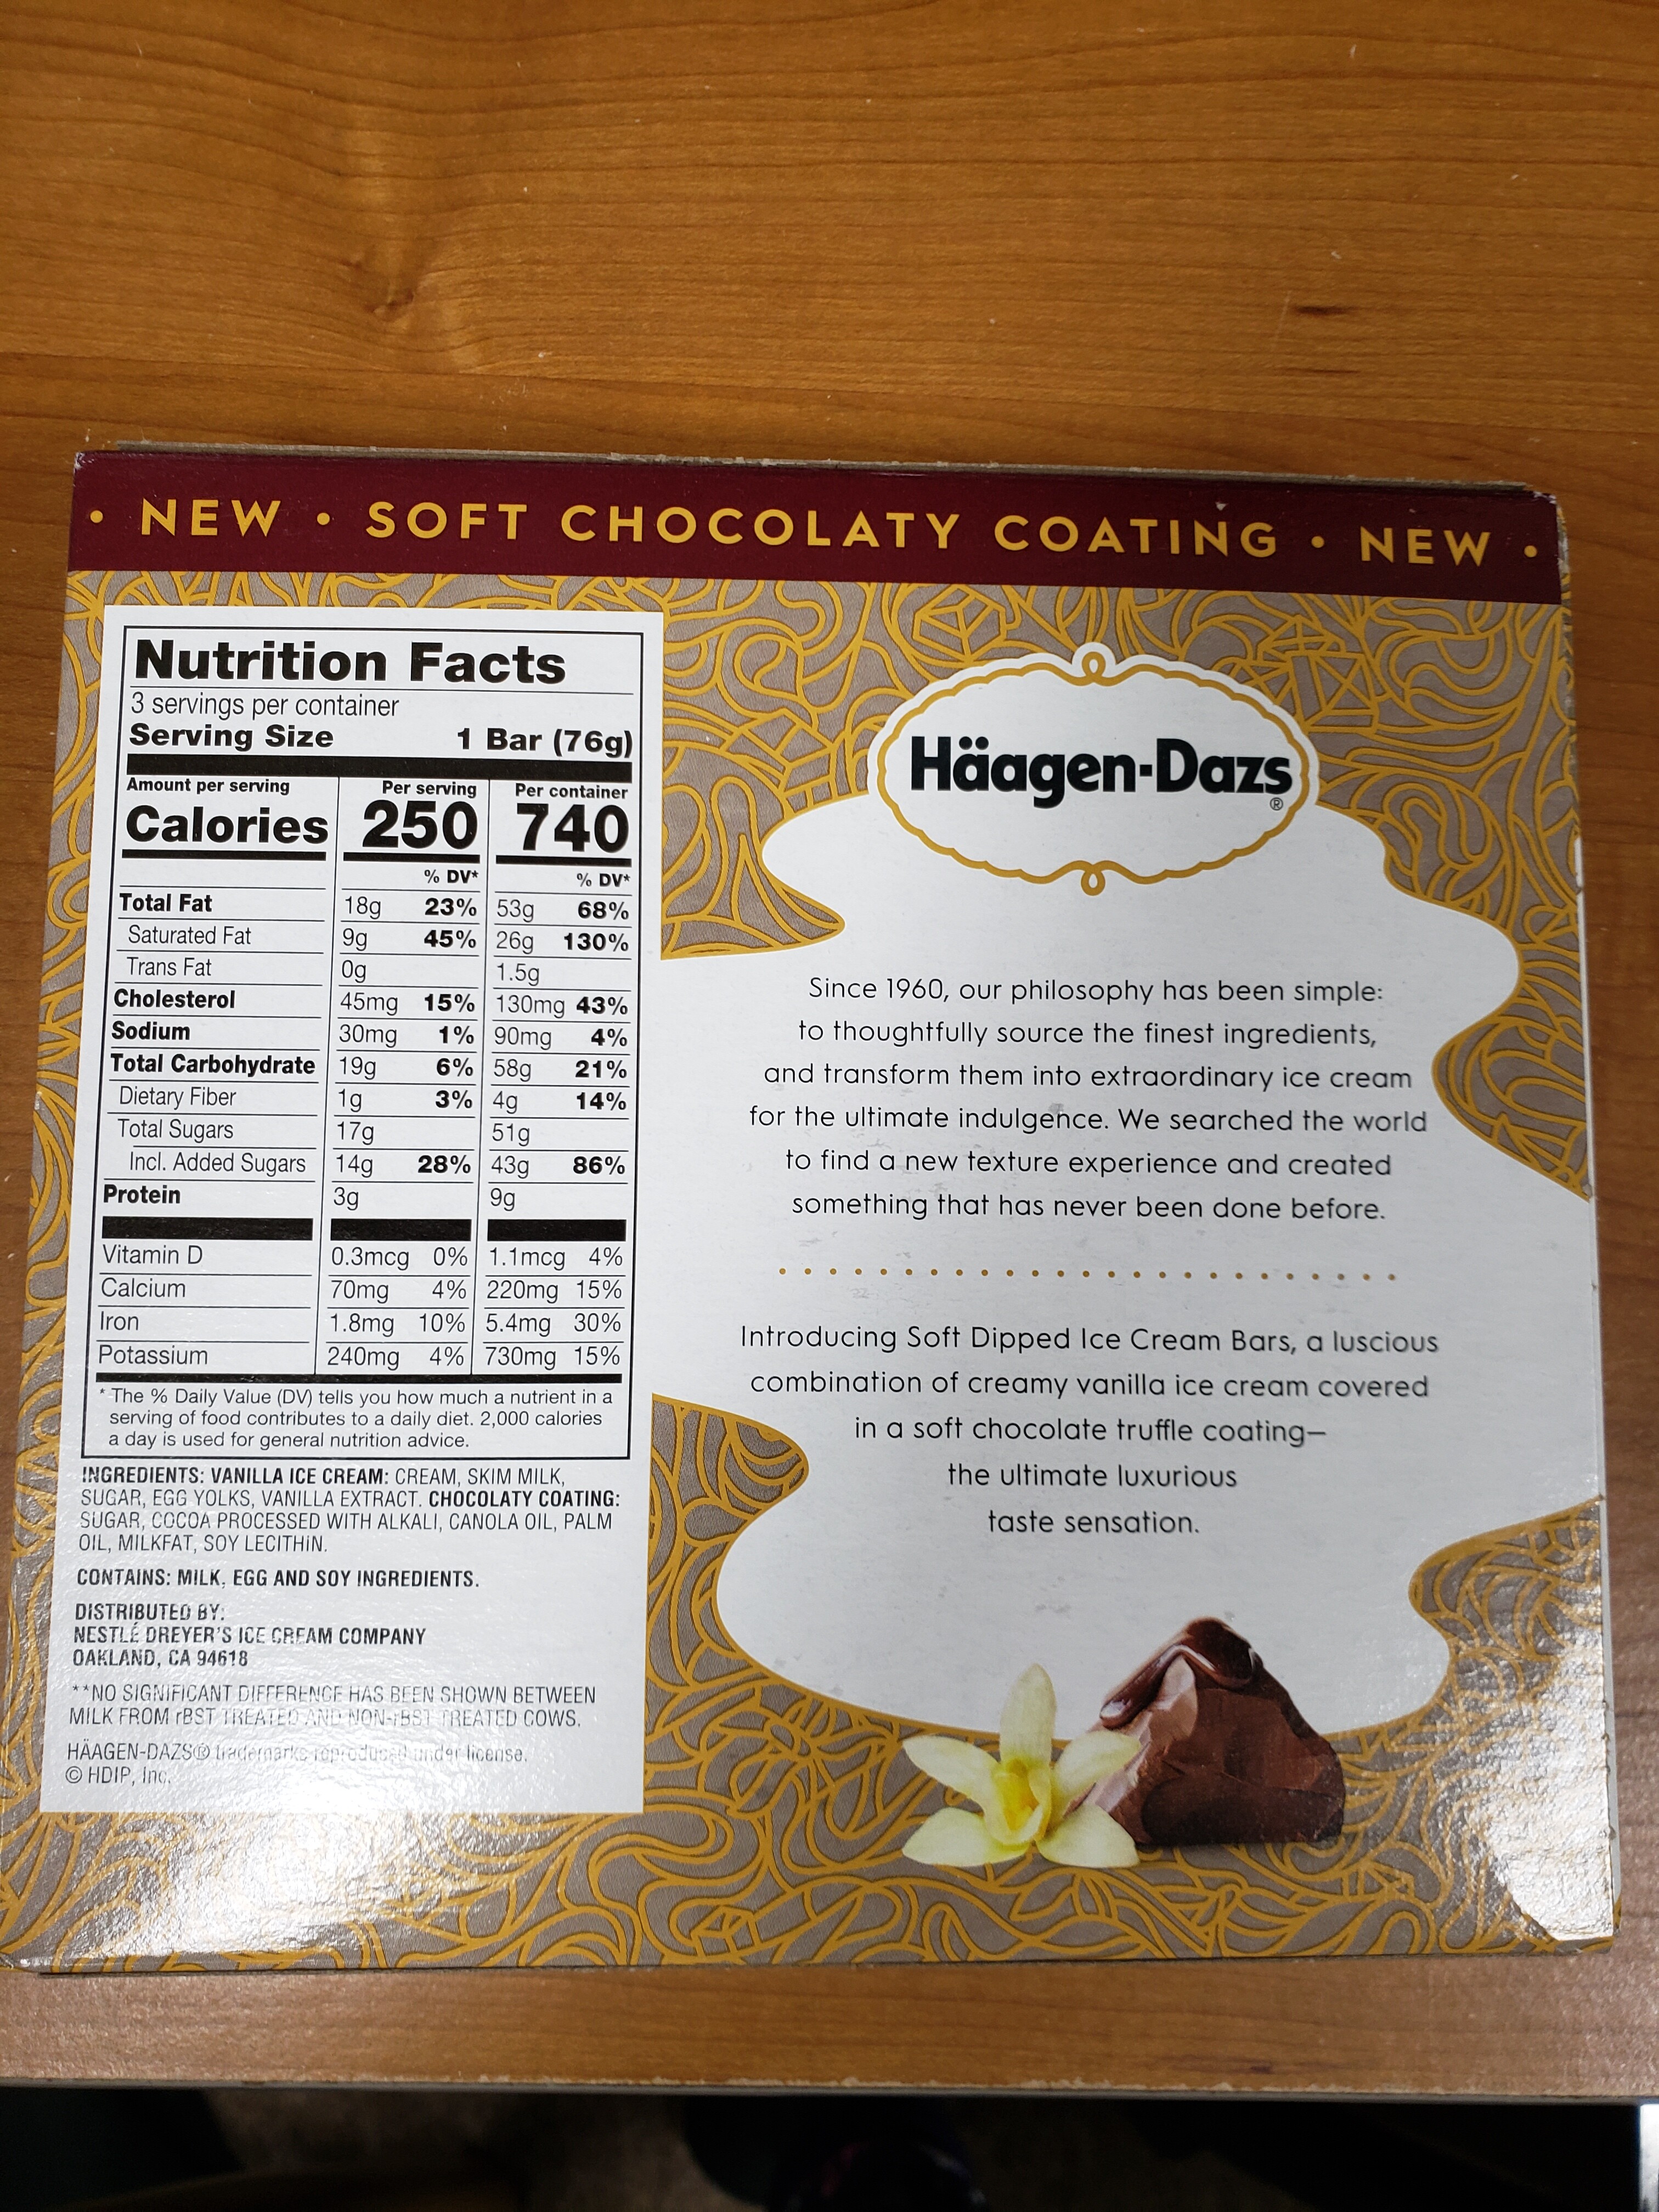 • NEW • SOFT CHOCOLATY COATING • NEW •
Nutrition Facts
3 servings per container
Serving Size 1 Bar (76g)
Amount per serving Per serving Per container
Calories 250 740
% DV* % DV*
Total Fat 18g 23% 53g 68%
Saturated Fat 9g 45% 26g 130%
Trans Fat 0g 1.5g
Cholesterol 45mg 15% 130mg 43%
Sodium 30mg 1% 90mg 4%
Total Carbohydrate 19g 6% 58g 21%
Dietary Fiber 1g 3% 4g 14%
Total Sugars 17g 51g
Incl. Added Sugars 14g 28% 43g 86%
Protein 3g 9g
Vitamin D 0.3mcg 0% 1.1mcg 4%
Calcium 70mg 4% 220mg 15%
Iron 1.8mg 10% 5.4mg 30%
Potassium 240mg 4% 730mg 15%
* The % Daily Value (DV) tells you how much a nutrient in a
serving of food contributes to a daily diet. 2,000 calories
a day is used for general nutrition advice.
INGREDIENTS: VANILLA ICE CREAM: CREAM, SKIM MILK,
SUGAR, EGG YOLKS, VANILLA EXTRACT. CHOCOLATY COATING:
SUGAR, COCOA PROCESSED WITH ALKALI, CANOLA OIL, PALM
OIL, MILKFAT, SOY LECITHIN.
CONTAINS: MILK, EGG AND SOY INGREDIENTS.
DISTRIBUTED BY:
NESTLÉ DREYER'S ICE CREAM COMPANY
OAKLAND, CA 94618
**NO SIGNIFICANT DIFFERENCE HAS BEEN SHOWN BETWEEN
MILK FROM rBST TREATED AND NON-rBST TREATED COWS.
HÄAGEN-DAZS® trademarks reproduced under license.
© HDIP, Inc.
Häagen-Dazs®
Since 1960, our philosophy has been simple:
to thoughtfully source the finest ingredients,
and transform them into extraordinary ice cream
for the ultimate indulgence. We searched the world
to find a new texture experience and created
something that has never been done before.
Introducing Soft Dipped Ice Cream Bars, a luscious
combination of creamy vanilla ice cream covered
in a soft chocolate truffle coating—
the ultimate luxurious
taste sensation.